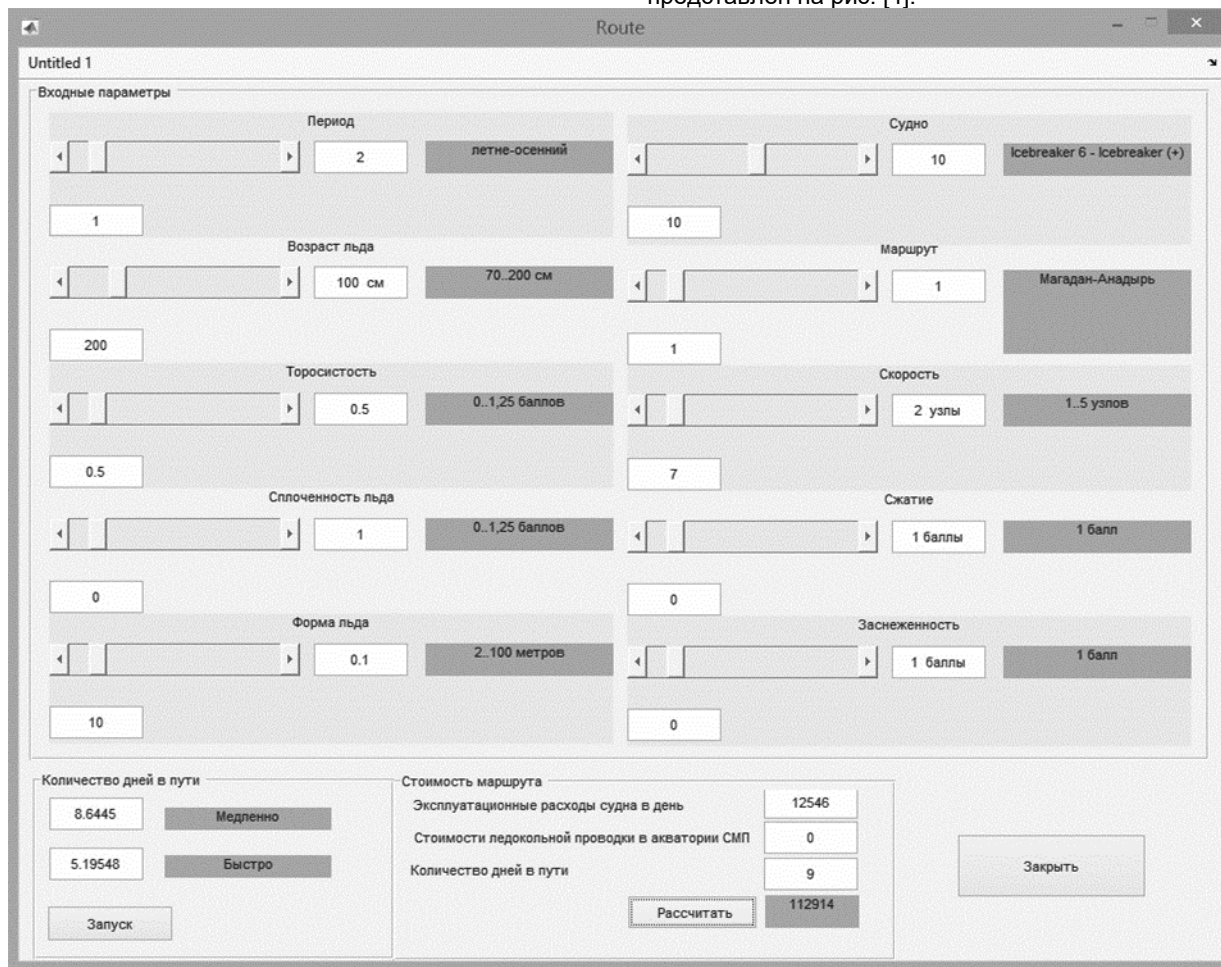 представлен на рис. [4].
Route
Untitled 1
Входные параметры
Период
2
летне-осенний
1
Возраст льда
100 см
70..200 см
200
Торосистость
0.5
0..1,25 баллов
0.5
Сплоченность льда
1
0..1,25 баллов
0
Форма льда
0.1
2..100 метров
10
Судно
10
Icebreaker 6 - Icebreaker (+)
10
Маршрут
1
Магадан-Анадырь
1
Скорость
2 узлы
1..5 узлов
7
Сжатие
1 баллы
1 балл
0
Заснеженность
1 баллы
1 балл
0
Количество дней в пути
8.6445
Медленно
5.19548
Быстро
Запуск
Стоимость маршрута
Эксплуатационные расходы судна в день
12546
Стоимости ледокольной проводки в акватории СМП
0
Количество дней в пути
9
Рассчитать
112914
Закрыть